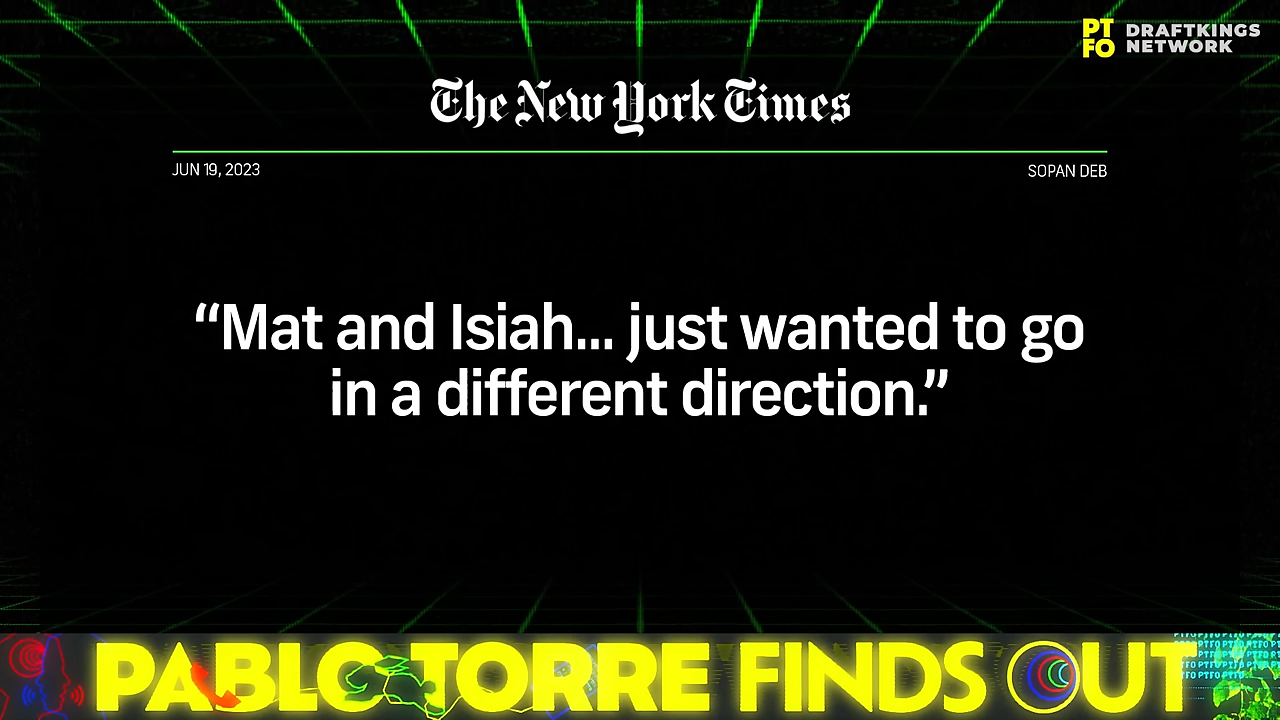 PT
FO
DRAFTKINGS
NETWORK
The New York Times
JUN 19, 2023
SOPAN DEB
“Mat and Isiah... just wanted to go
in a different direction.”
PABLO TORRE FINDS OUT